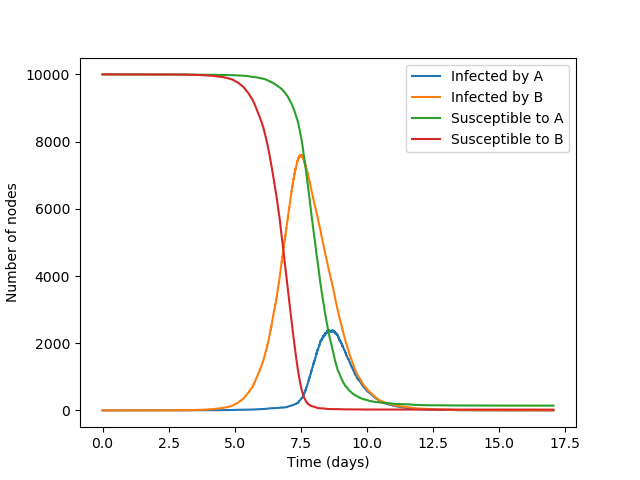 Infected by A
Infected by B
Susceptible to A
Susceptible to B
10000
8000
6000
4000
2000
0
Number of nodes
0.0 2.5 5.0 7.5 10.0 12.5 15.0 17.5
Time (days)